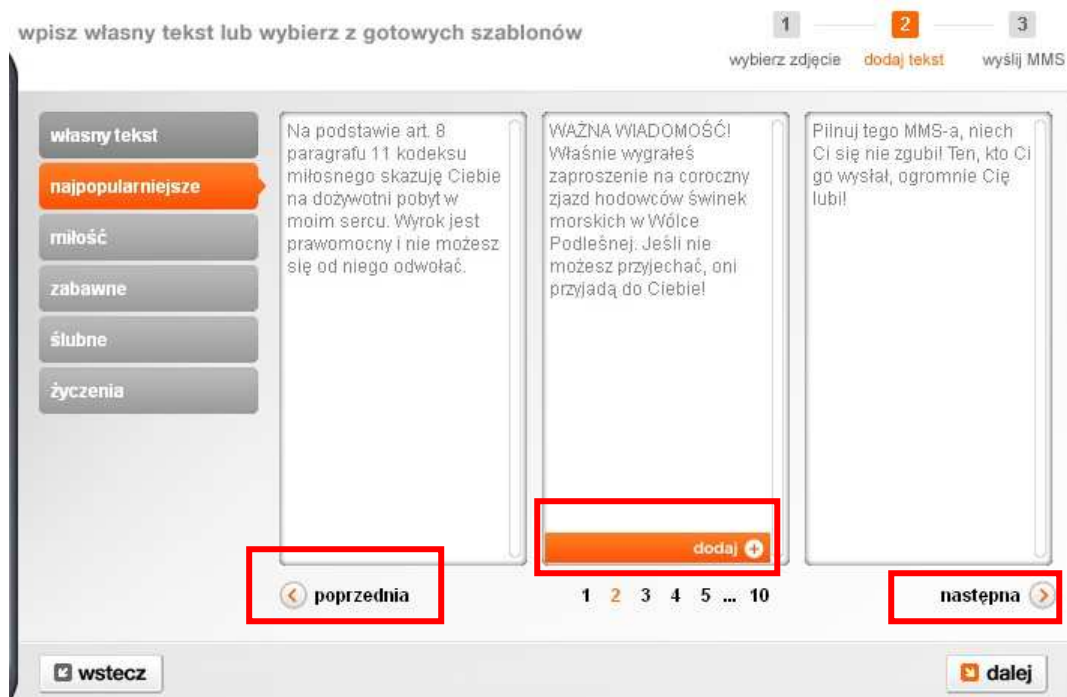 wpisz własny tekst lub wybierz z gotowych szablonów
1 2 3
wybierz zdjęcie dodaj tekst wyślij MMS
własny tekst
najpopularniejsze
miłość
zabawne
ślubne
życzenia
Na podstawie art. 8
paragrafu 11 kodeksu
miłosnego skazuję Ciebie
na dożywotni pobyt w
moim sercu. Wyrok jest
prawomocny i nie możesz
się od niego odwołać.
WAŻNA WIADOMOŚĆ!
Właśnie wygrałeś
zaproszenie na coroczny
zjazd hodowców świnek
morskich w Wólce
Podleśnej. Jeśli nie
możesz przyjechać, oni
przyjadą do Ciebie!
dodaj
Pilnuj tego MMS-a, niech
Ci się nie zgubi! Ten, kto Ci
go wysłał, ogromnie Cię
lubi!
poprzednia
1 2 3 4 5 ... 10
następna
wstecz
dalej